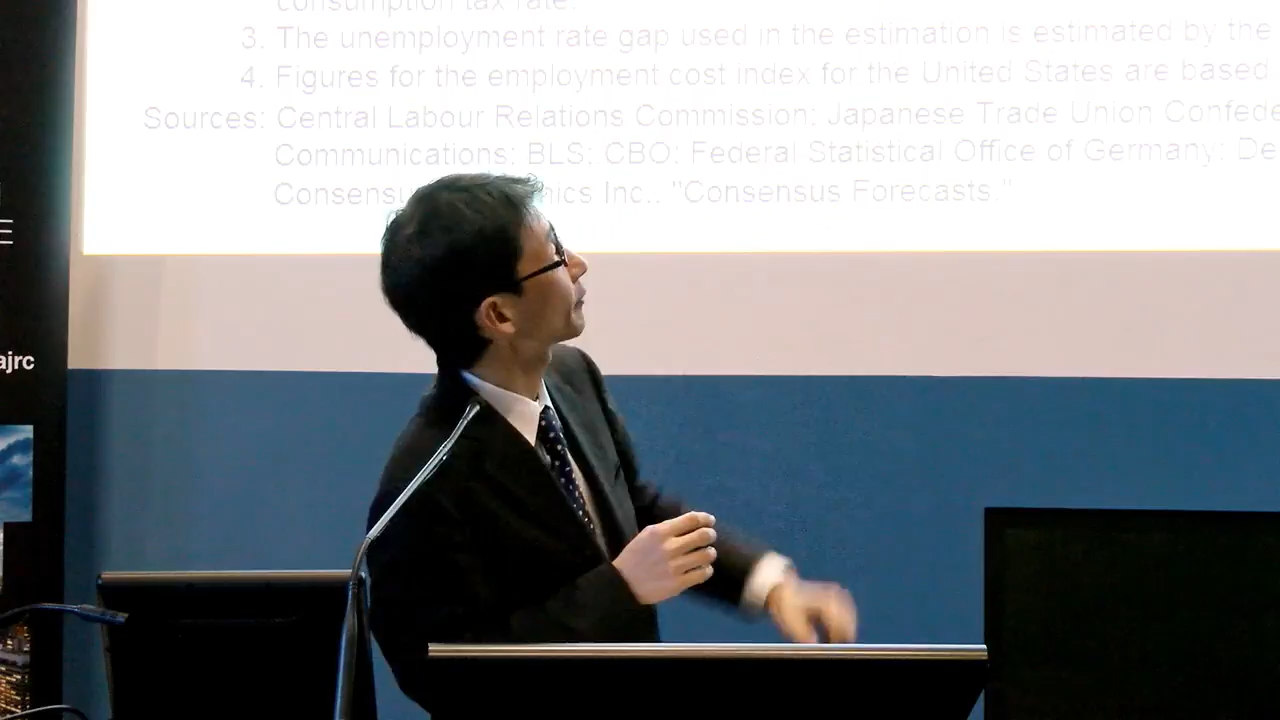 consumption tax rate.
3. The unemployment rate gap used in the estimation is estimated by the
4. Figures for the employment cost index for the United States are based
Sources: Central Labour Relations Commission; Japanese Trade Union Confede
Communications; BLS; CBO; Federal Statistical Office of Germany; De
Consensu mics Inc., "Consensus Forecasts."
ajrc